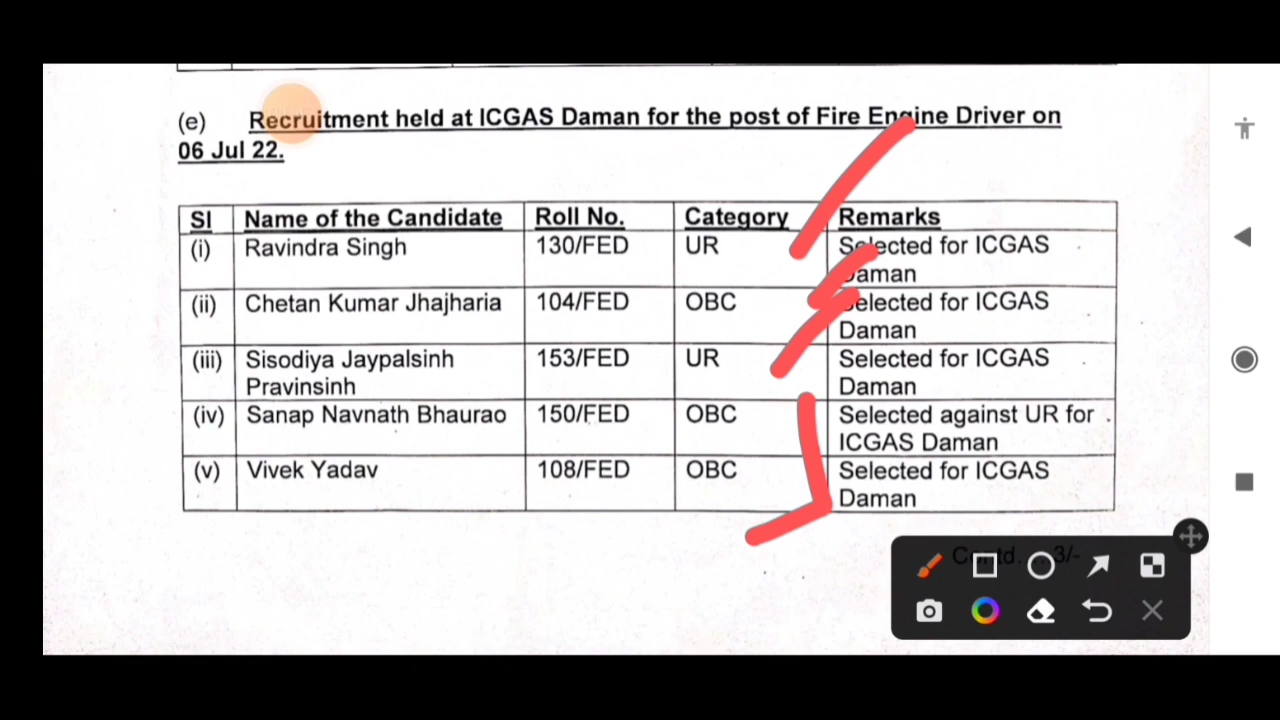 (e) Recruitment held at ICGAS Daman for the post of Fire Engine Driver on
06 Jul 22.
Sl Name of the Candidate Roll No. Category Remarks
(i) Ravindra Singh 130/FED UR Selected for ICGAS
Daman
(ii) Chetan Kumar Jhajharia 104/FED OBC Selected for ICGAS
Daman
(iii) Sisodiya Jaypalsinh 153/FED UR Selected for ICGAS
Pravinsinh Daman
(iv) Sanap Navnath Bhaurao 150/FED OBC Selected against UR for
ICGAS Daman
(v) Vivek Yadav 108/FED OBC Selected for ICGAS
Daman
Contd...3/-